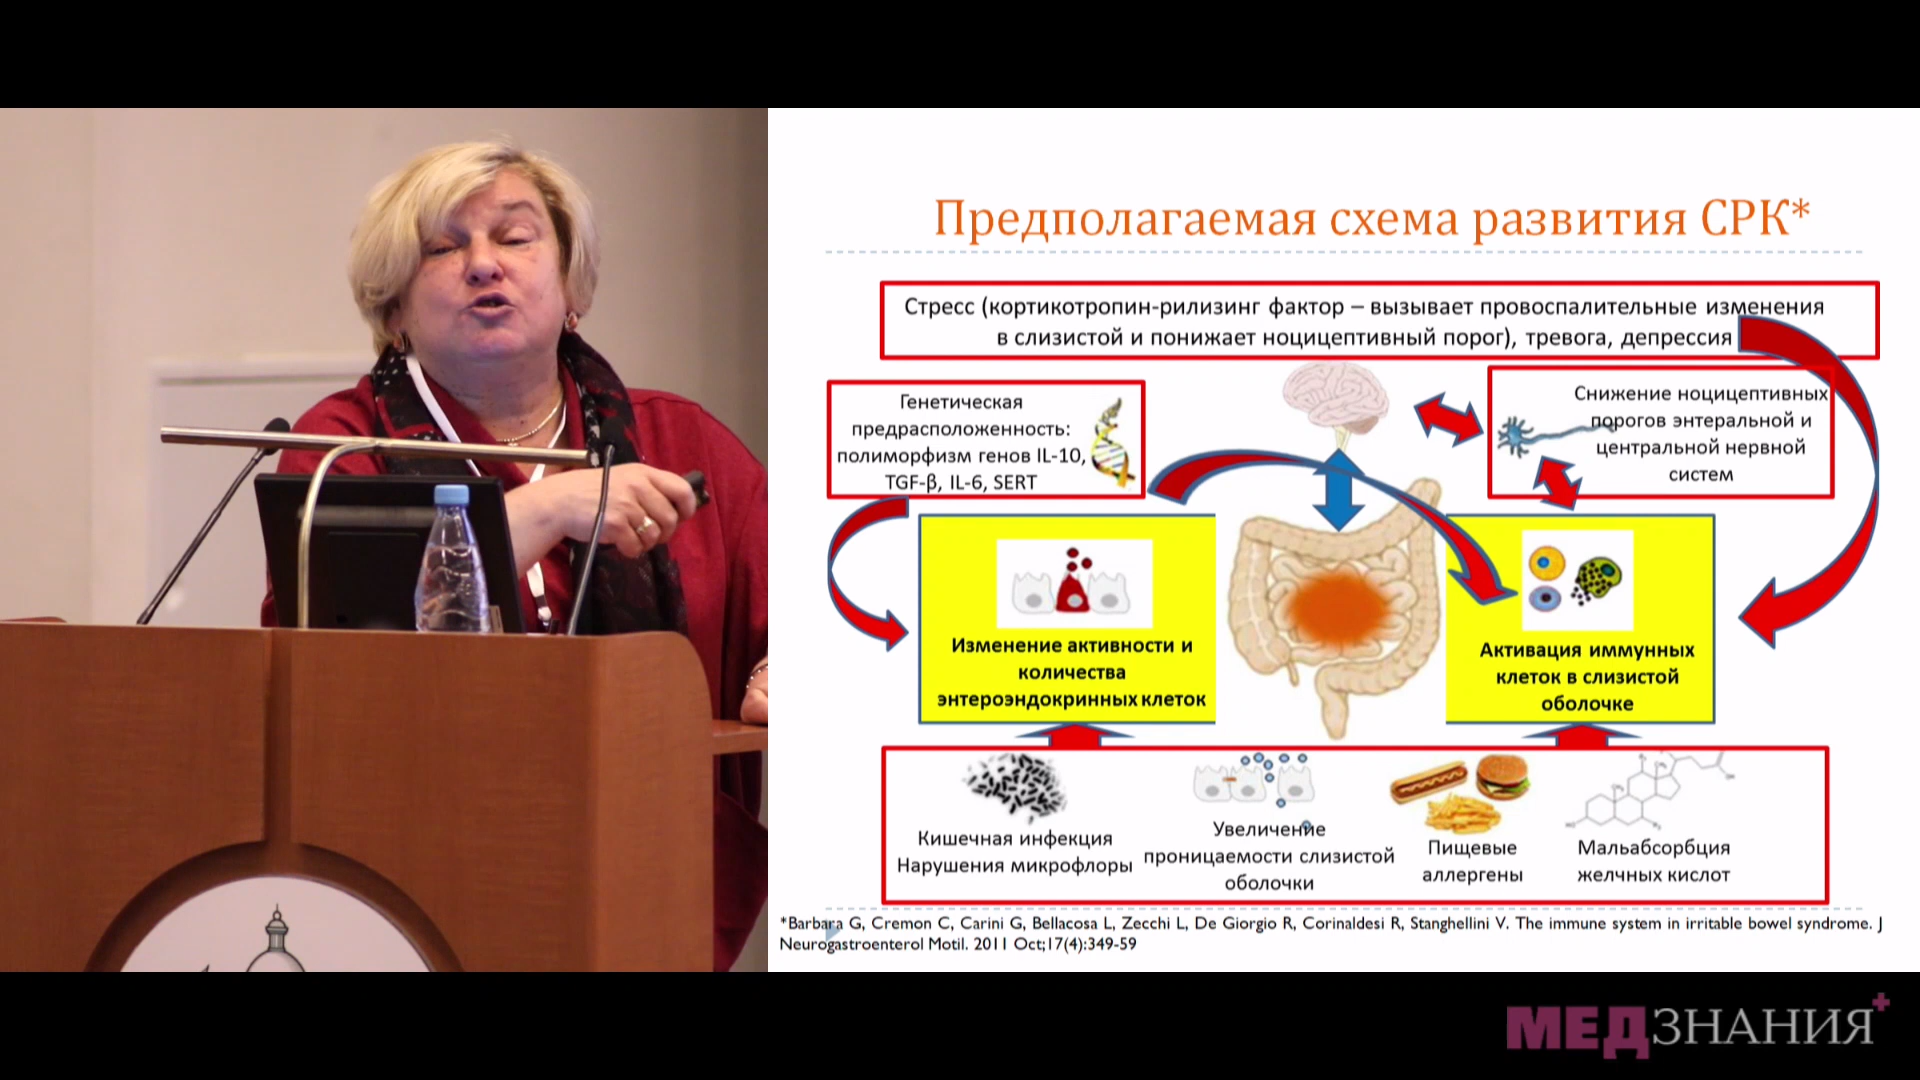 Предполагаемая схема развития СРК*
Стресс (кортикотропин-рилизинг фактор – вызывает провоспалительные изменения
в слизистой и понижает ноцицептивный порог), тревога, депрессия
Генетическая
предрасположенность:
полиморфизм генов IL-10,
TGF-β, IL-6, SERT
Снижение ноцицептивных
порогов энтеральной и
центральной нервной
систем
Изменение активности и
количества
энтероэндокринных клеток
Активация иммунных
клеток в слизистой
оболочке
Кишечная инфекция
Нарушения микрофлоры
Увеличение
проницаемости слизистой
оболочки
Пищевые
аллергены
Мальабсорбция
желчных кислот
*Barbara G, Cremon C, Carini G, Bellacosa L, Zecchi L, De Giorgio R, Corinaldesi R, Stanghellini V. The immune system in irritable bowel syndrome. J
Neurogastroenterol Motil. 2011 Oct;17(4):349-59
МЕДЗНАНИЯ+